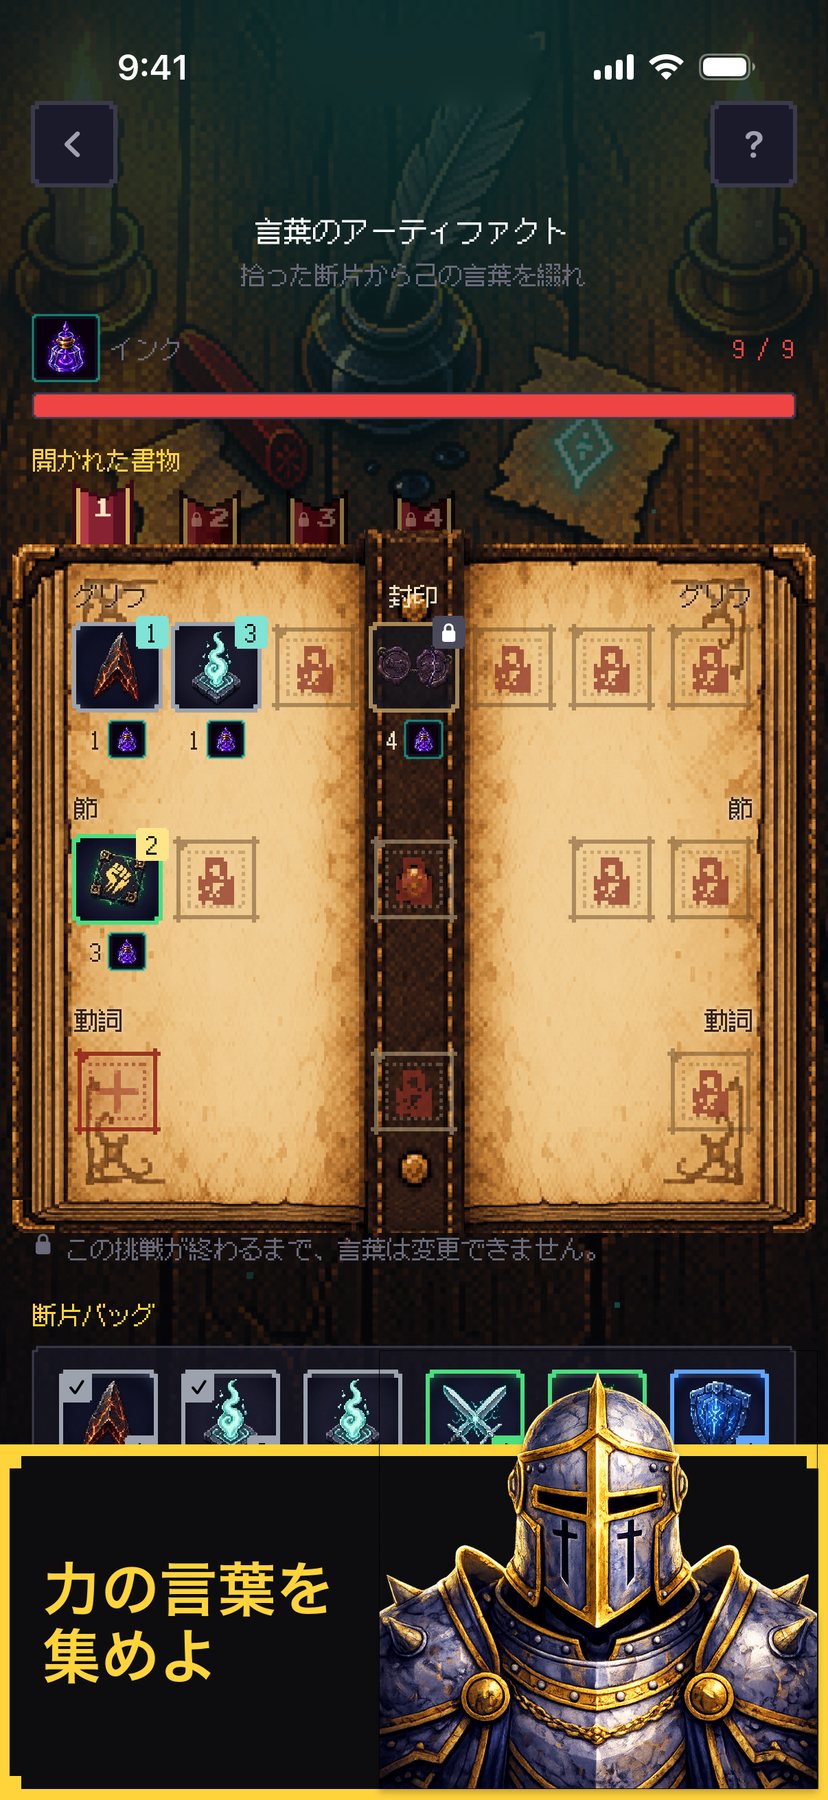 9:41
?
言葉のアーティファクト
拾った断片から己の言葉を綴れ
インク
9 / 9
開かれた書物
1 2 3 4
グリフ 封印 グリフ
1 3
1 1 4
節 節
2
3
動詞 動詞
この挑戦が終わるまで、言葉は変更できません。
断片バッグ
力の言葉を
集めよ